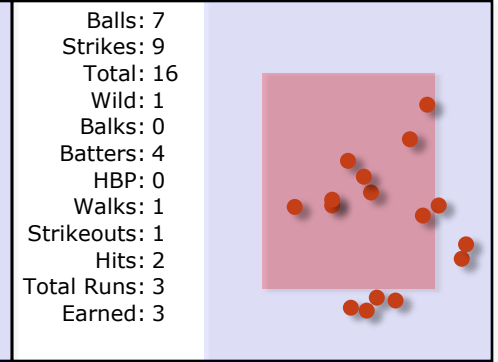 Balls: 7
Strikes: 9
Total: 16
Wild: 1
Balks: 0
Batters: 4
HBP: 0
Walks: 1
Strikeouts: 1
Hits: 2
Total Runs: 3
Earned: 3